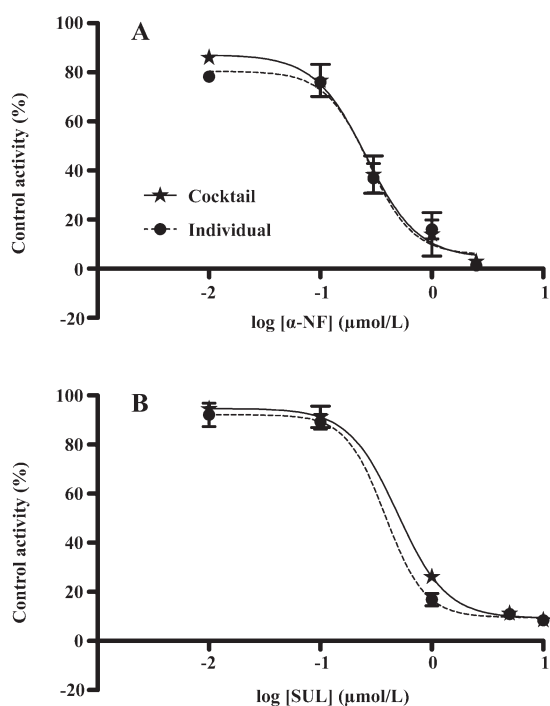 A
100
80
60
40
20
0
-20
Control activity (%)
Cocktail
Individual
-2
-1
0
1
log [α-NF] (µmol/L)
B
100
80
60
40
20
0
-20
Control activity (%)
-2
-1
0
1
log [SUL] (µmol/L)